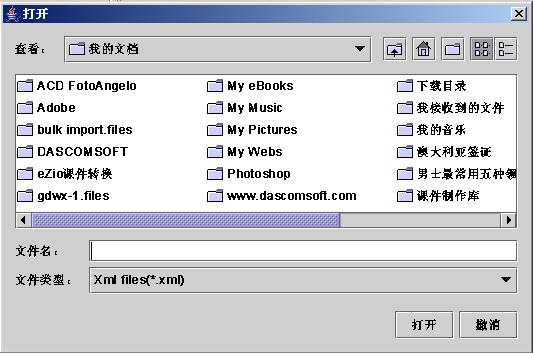 打开
查看： 我的文档
ACD FotoAngelo My eBooks 下载目录
Adobe My Music 我接收到的文件
bulk import.files My Pictures 我的音乐
DASCOMSOFT My Webs 澳大利亚签证
eZio课件转换 Photoshop 男士最常用五种领
gdwx-1.files www.dascomsoft.com 课件制作库
文件名：
文件类型： Xml files(*.xml)
打开 撤消